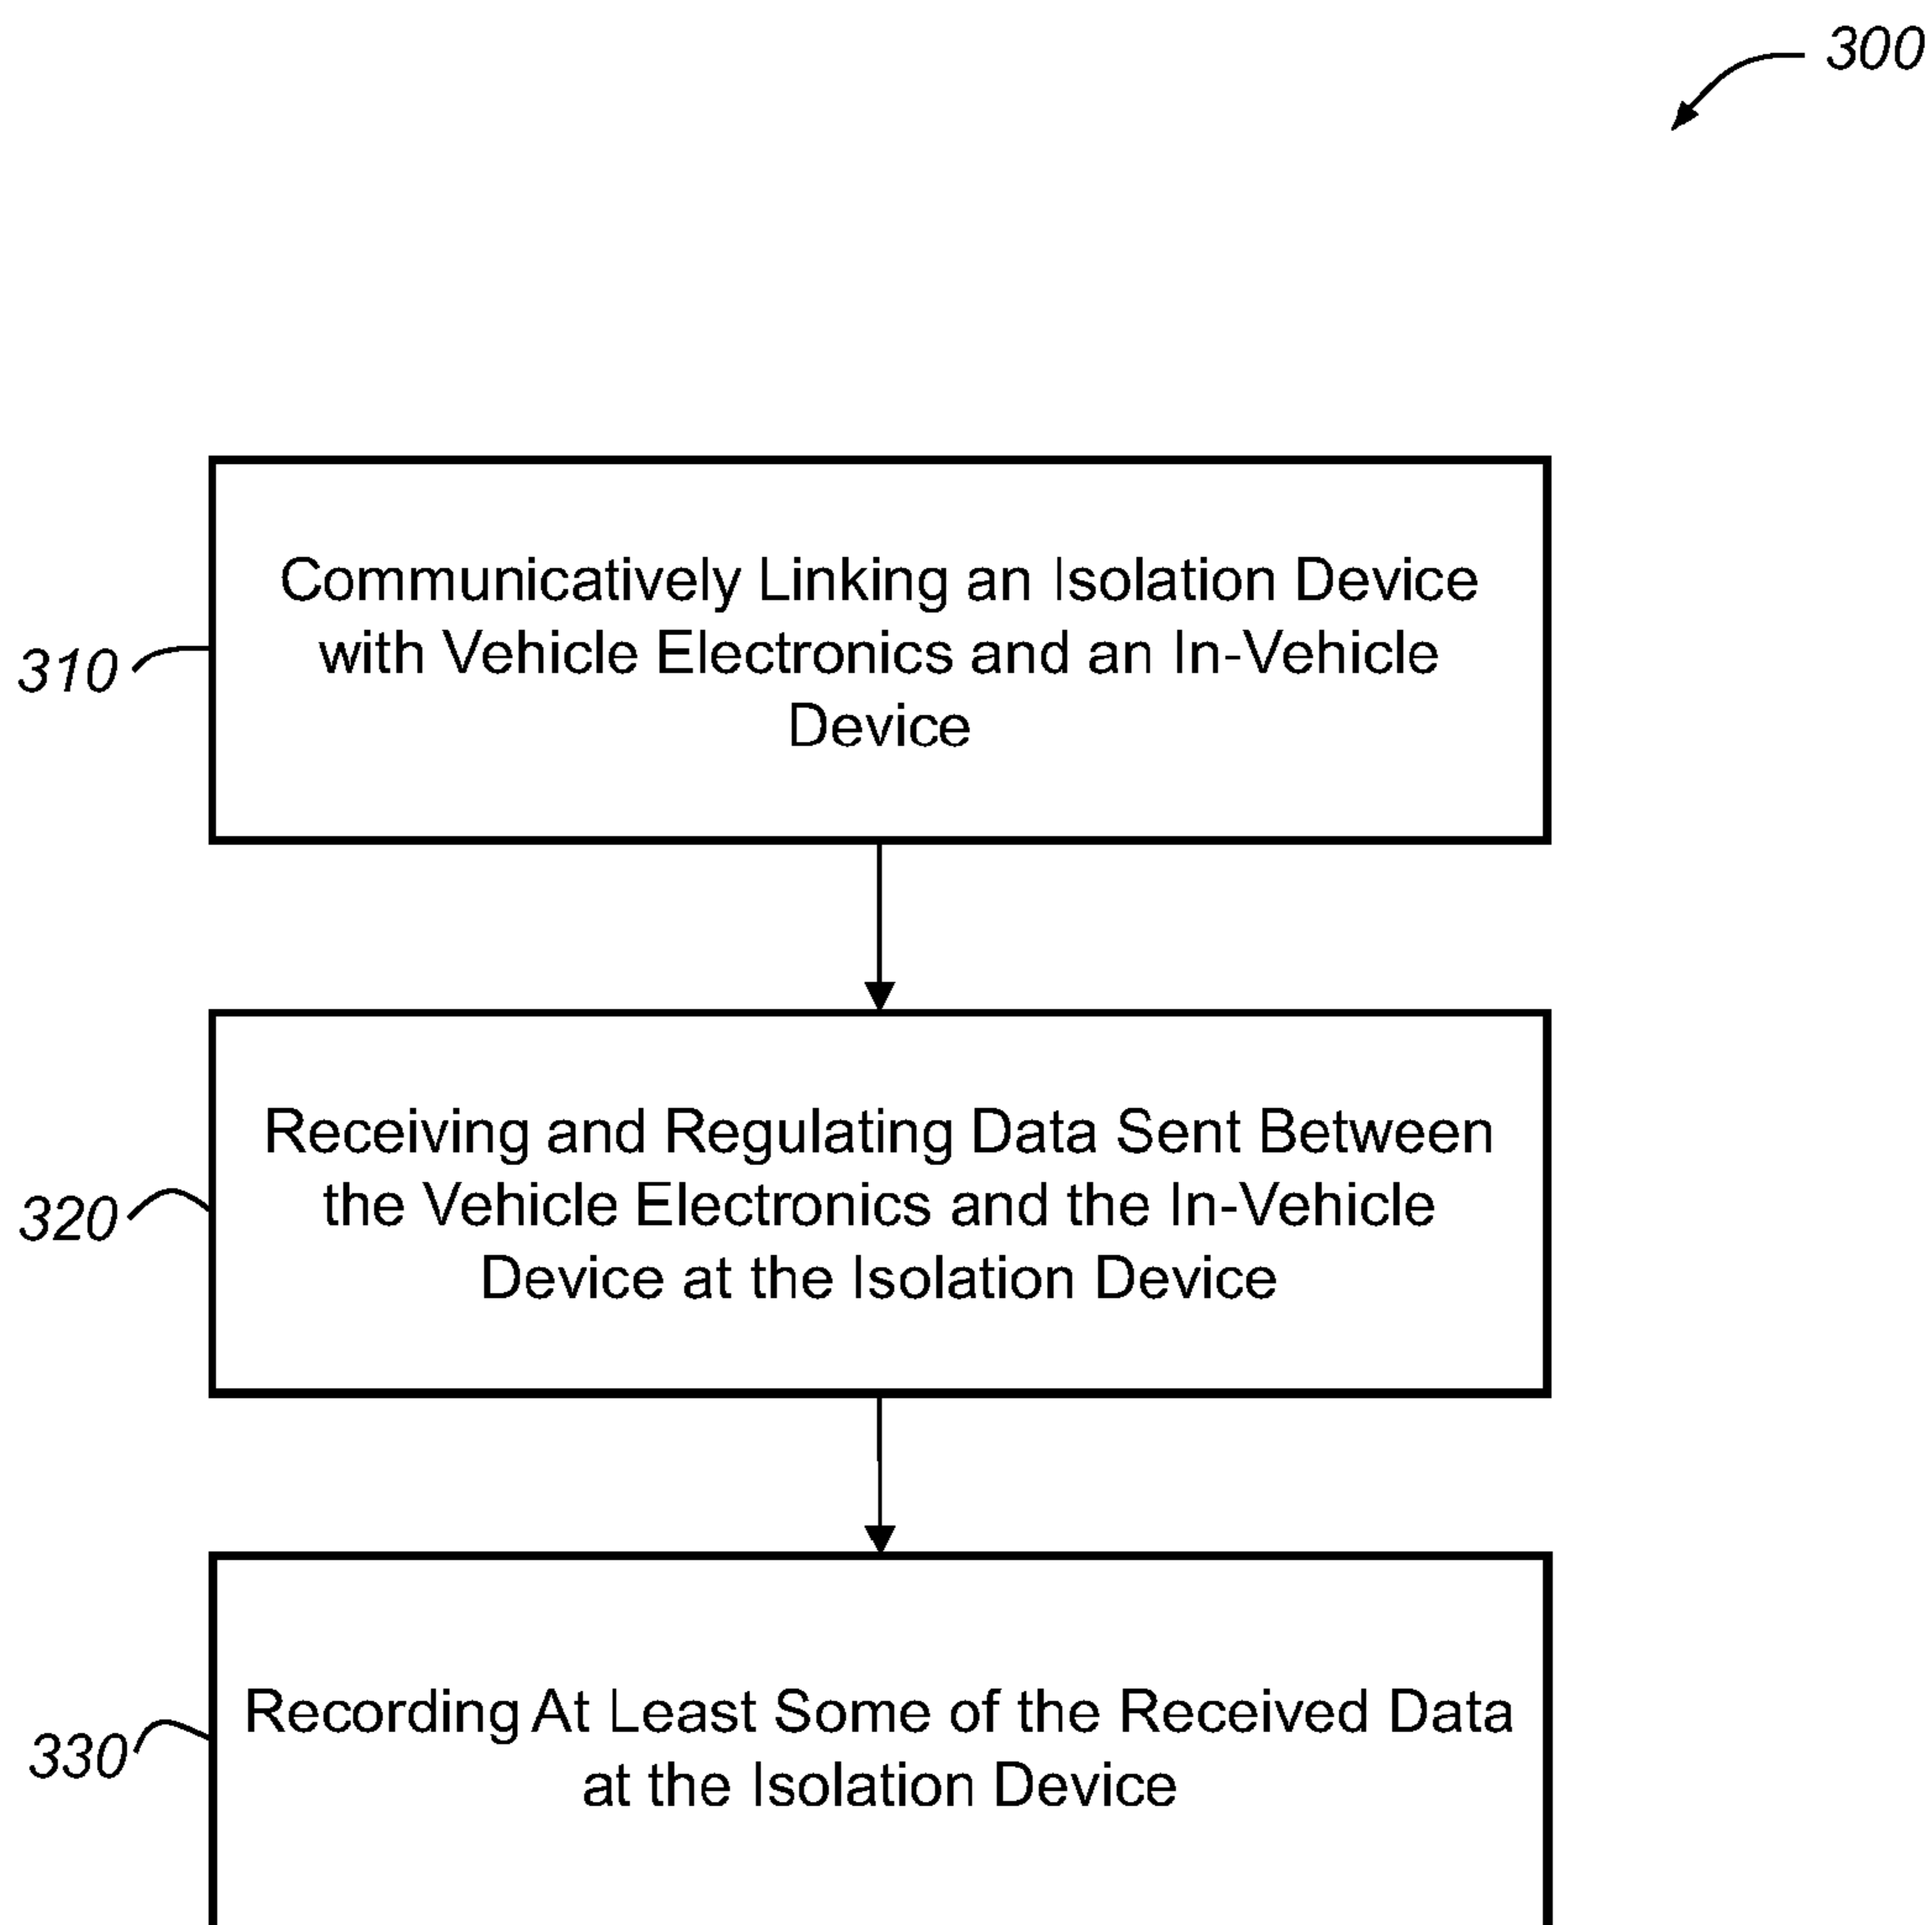 300
Communicatively Linking an Isolation Device
with Vehicle Electronics and an In-Vehicle
Device
310
Receiving and Regulating Data Sent Between
the Vehicle Electronics and the In-Vehicle
Device at the Isolation Device
320
Recording At Least Some of the Received Data
at the Isolation Device
330